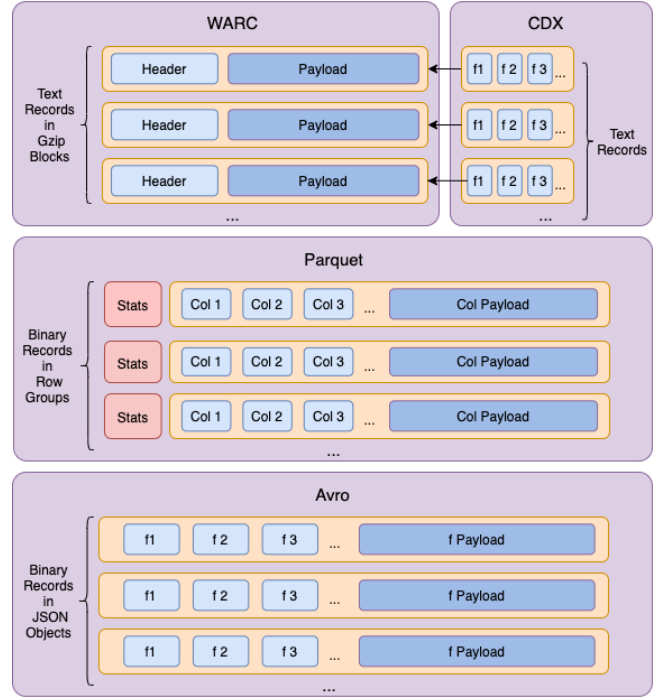 WARC
Text
Records
in
Gzip
Blocks
Header Payload
Header Payload
Header Payload
...
CDX
f1 f 2 f 3 ...
f1 f 2 f 3 ...
f1 f 2 f 3 ...
...
Text
Records
Parquet
Binary
Records
in
Row
Groups
Stats Col 1 Col 2 Col 3 ... Col Payload
Stats Col 1 Col 2 Col 3 ... Col Payload
Stats Col 1 Col 2 Col 3 ... Col Payload
...
Avro
Binary
Records
in
JSON
Objects
f1 f 2 f 3 ... f Payload
f1 f 2 f 3 ... f Payload
f1 f 2 f 3 ... f Payload
...